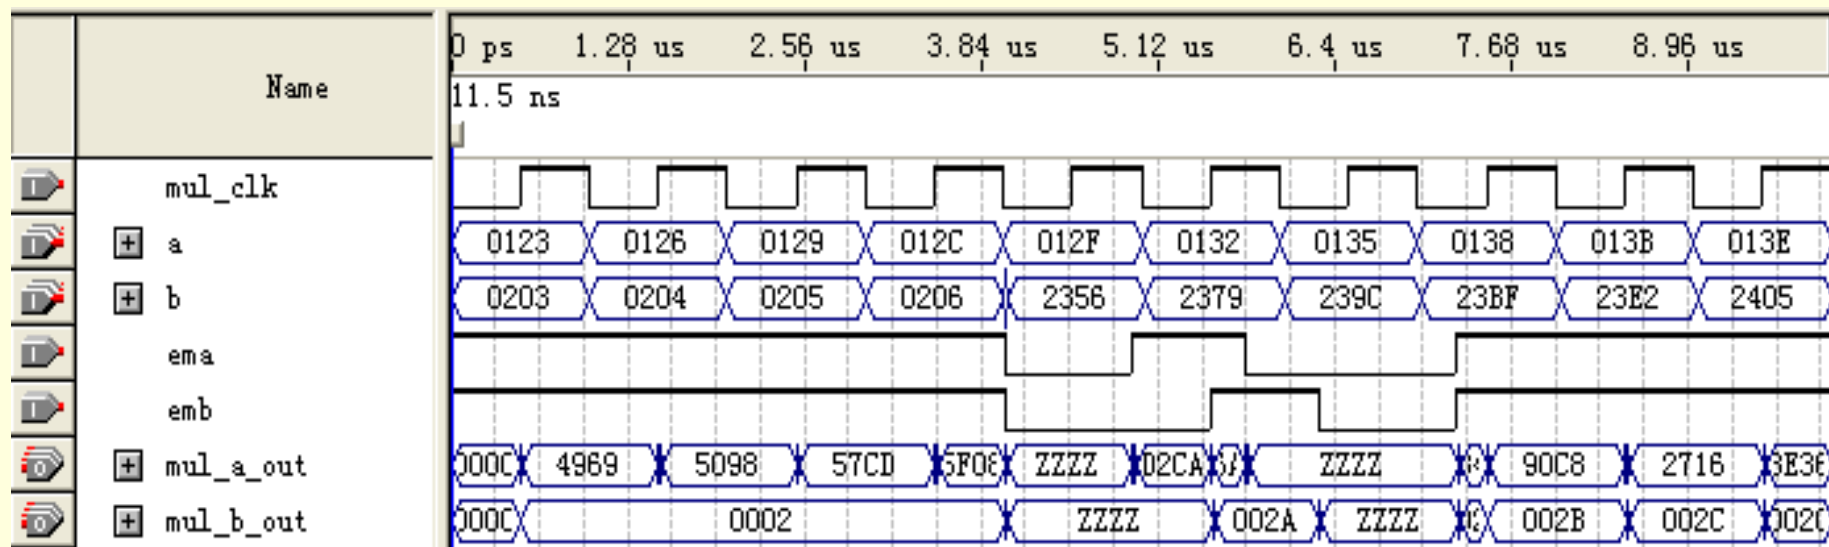 0 ps 1.28 us 2.56 us 3.84 us 5.12 us 6.4 us 7.68 us 8.96 us
Name
11.5 ns
mul_clk
a 0123 0126 0129 012C 012F 0132 0135 0138 013B 013E
b 0203 0204 0205 0206 2356 2379 239C 23BF 23E2 2405
ema
emb
mul_a_out 4969 5098 57CD ZZZZ 02CA ZZZZ 90C8 2716
mul_b_out 0002 ZZZZ 002A ZZZZ 002B 002C